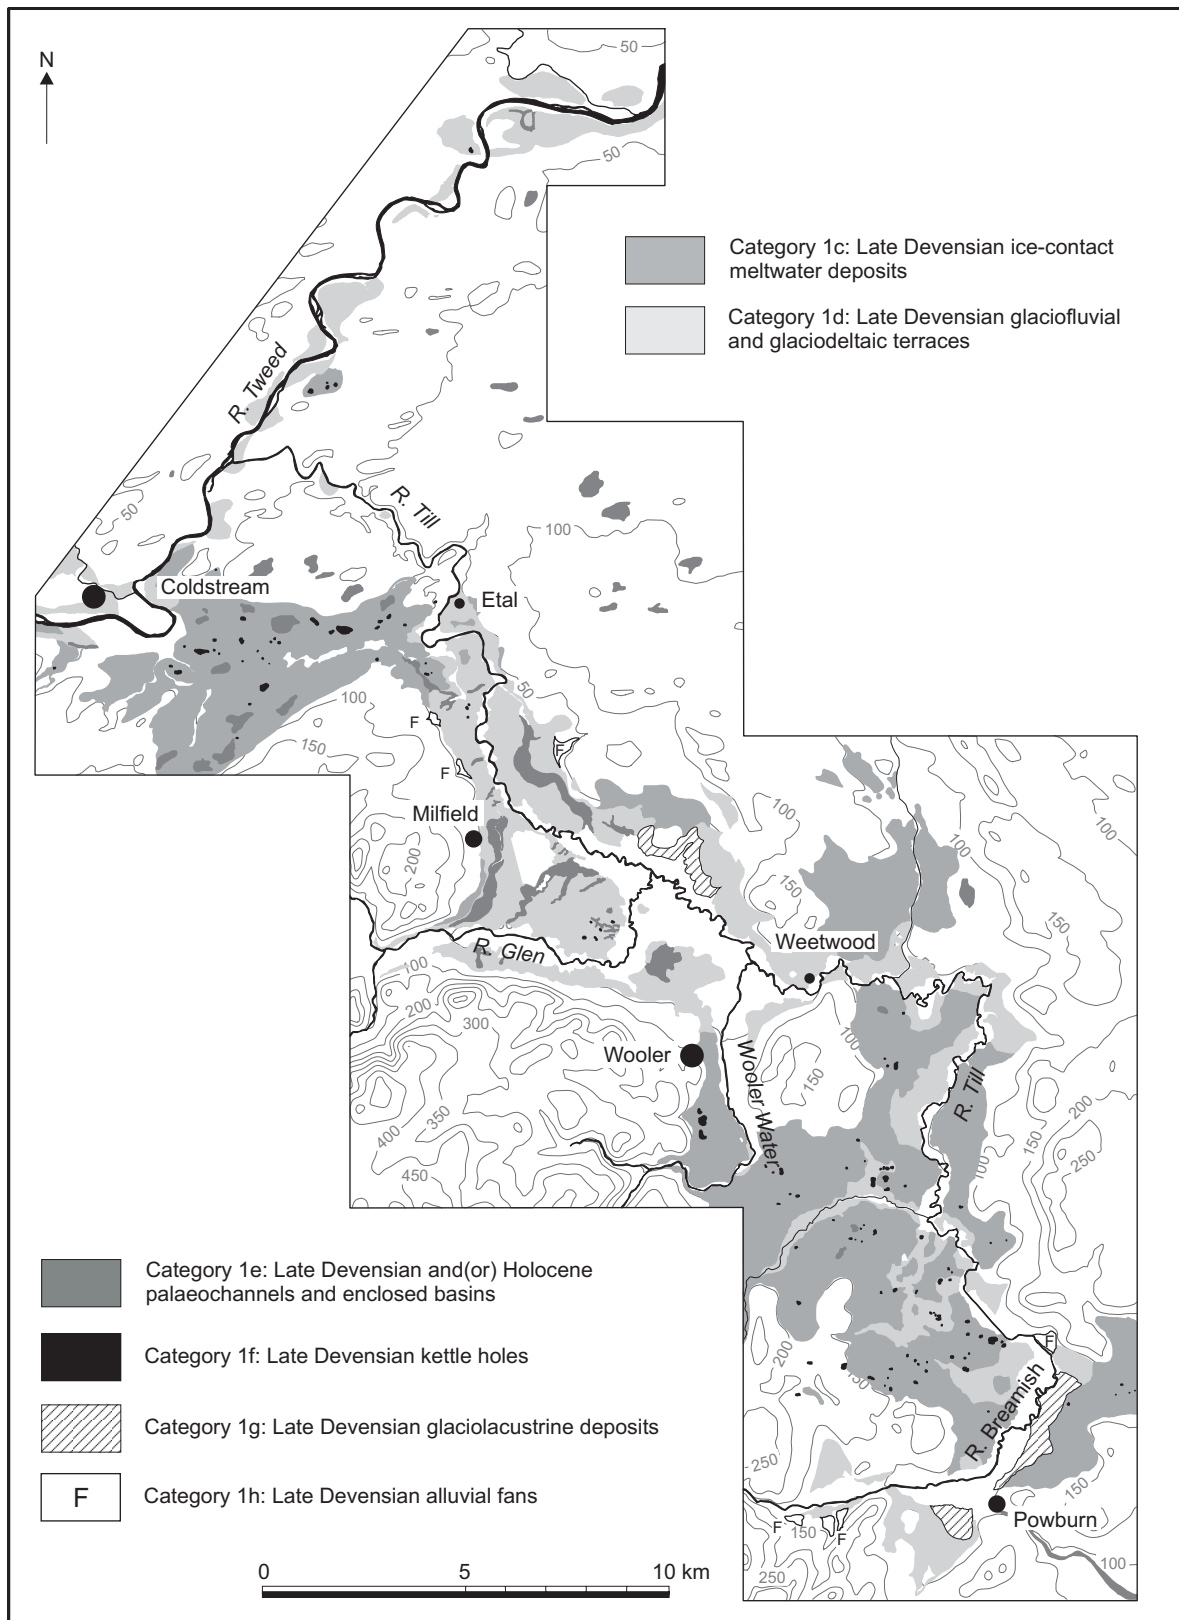 N
50
50
Category 1c: Late Devensian ice-contact
meltwater deposits
Category 1d: Late Devensian glaciofluvial
and glaciodeltaic terraces
R. Tweed
50
R. Till
100
Coldstream
Etal
50
100
150
F
F
F
Milfield
200
100
100
100
150
150
Weetwood
R. Glen
100
200
300
Wooler
Wooler Water
100
150
R. Till
200
150
250
100
350
400
450
Category 1e: Late Devensian and(or) Holocene
palaeochannels and enclosed basins
Category 1f: Late Devensian kettle holes
Category 1g: Late Devensian glaciolacustrine deposits
F
Category 1h: Late Devensian alluvial fans
200
150
F
R. Breamish
250
150
Powburn
F
150
F
250
100
0
5
10 km